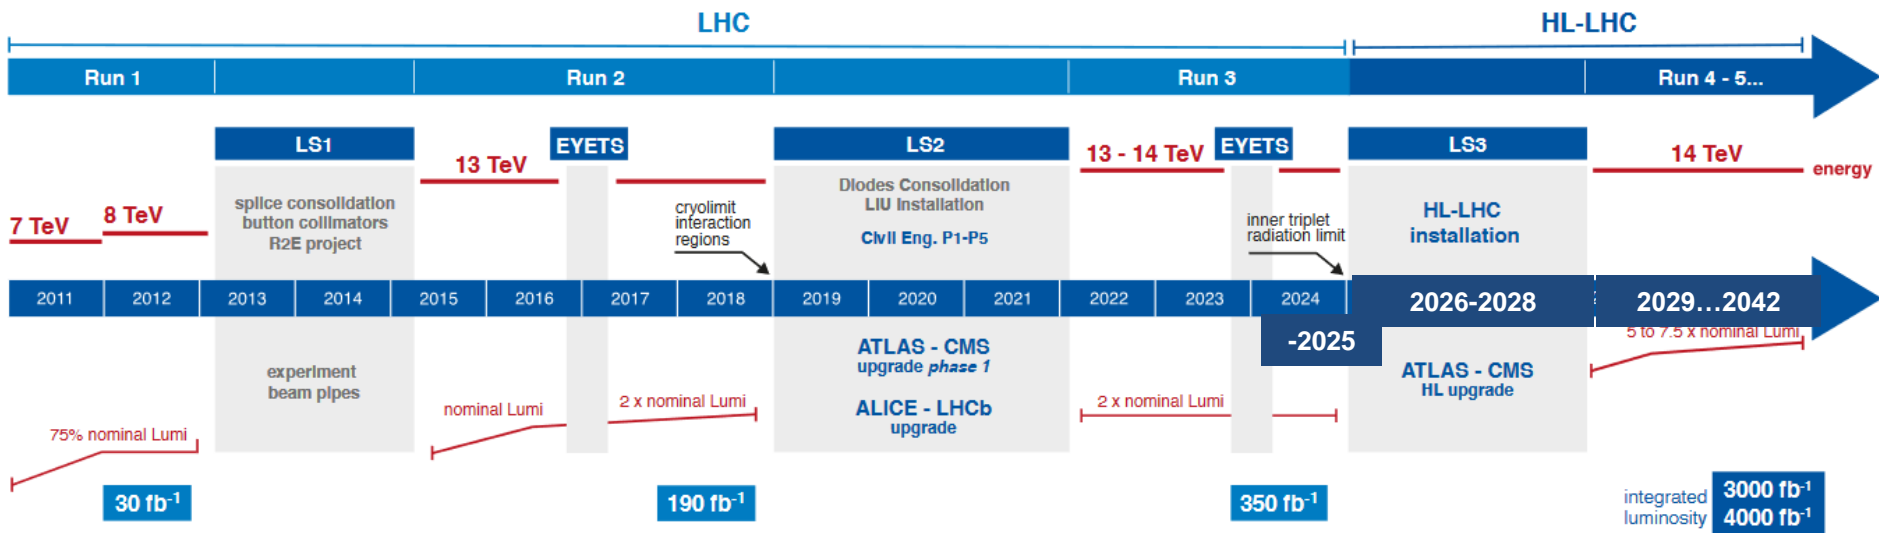 LHC
HL-LHC
Run 1
Run 2
Run 3
Run 4 - 5...
LS1
EYETS
LS2
EYETS
LS3
7 TeV
8 TeV
13 TeV
13 - 14 TeV
14 TeV
energy
splice consolidation
button collimators
R2E project
cryolimit
interaction
regions
Diodes Consolidation
LIU Installation
Civil Eng. P1-P5
inner triplet
radiation limit
HL-LHC
installation
2011
2012
2013
2014
2015
2016
2017
2018
2019
2020
2021
2022
2023
2024
-2025
2026-2028
2029...2042
experiment
beam pipes
ATLAS - CMS
upgrade phase 1
ALICE - LHCb
upgrade
ATLAS - CMS
HL upgrade
75% nominal Lumi
nominal Lumi
2 x nominal Lumi
2 x nominal Lumi
5 to 7.5 x nominal Lumi
30 fb⁻¹
190 fb⁻¹
350 fb⁻¹
integrated
luminosity
3000 fb⁻¹
4000 fb⁻¹